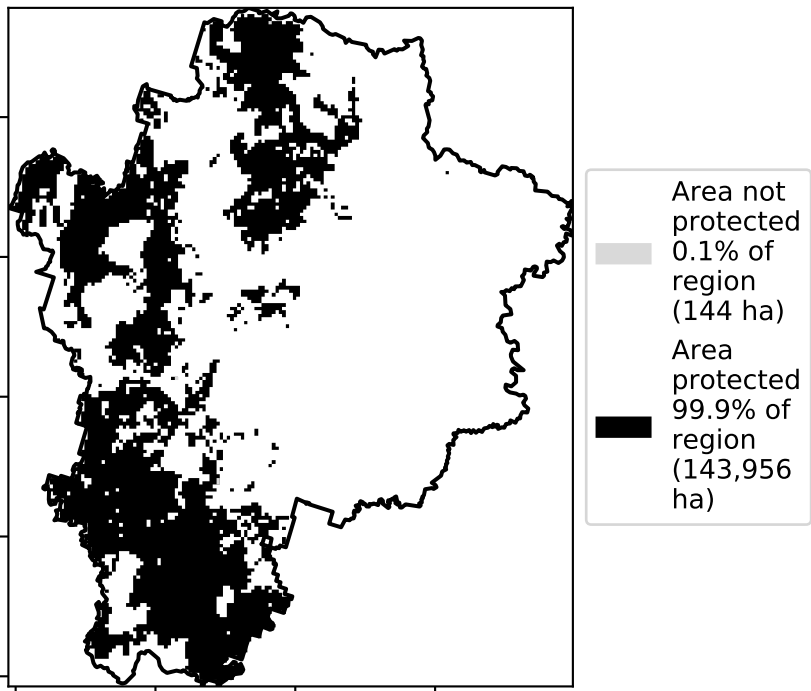 Area not
protected
0.1% of
region
(144 ha)
Area
protected
99.9% of
region
(143,956
ha)